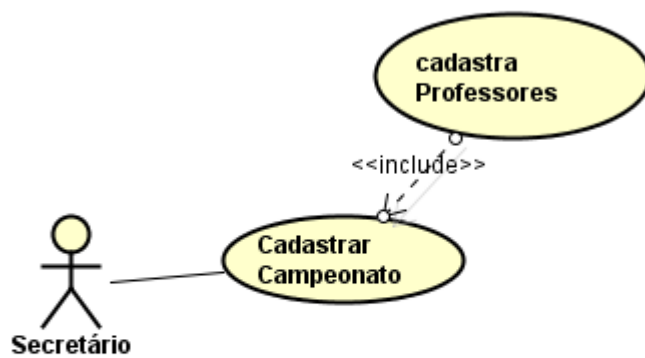 cadastra
Professores
<<include>>
Cadastrar
Campeonato
Secretário